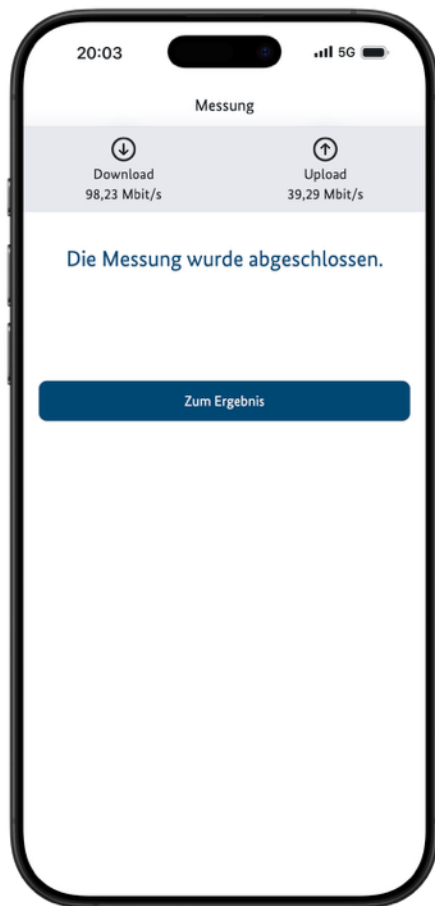 20:03 5G
Messung
Download Upload
98,23 Mbit/s 39,29 Mbit/s
Die Messung wurde abgeschlossen.
Zum Ergebnis